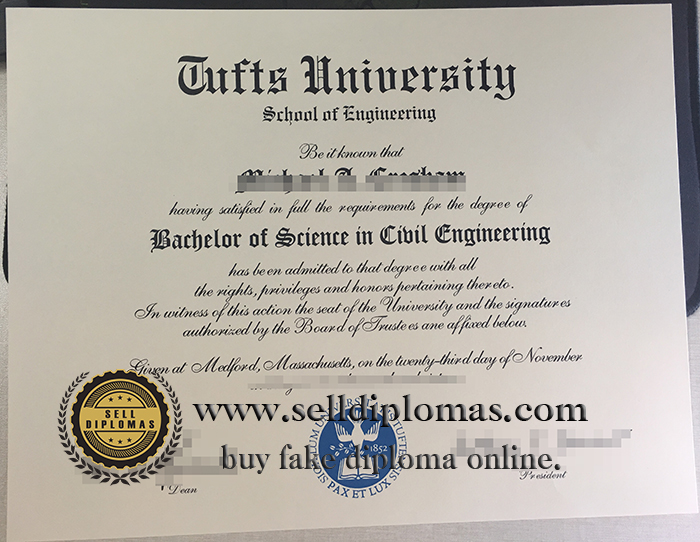 Tufts University
School of Engineering
Be it known that
having satisfied in full the requirements for the degree of
Bachelor of Science in Civil Engineering
has been admitted to that degree with all
the rights, privileges and honors pertaining thereto.
In witness of this action the seat of the University and the signatures
authorized by the Board of Trustees ane affixed below.
Given at Medford, Massachusetts, on the twenty-third day of November
SELL
DIPLOMAS
www.selldiplomas.com
1852
buy fake diploma online.
PAX ET LUX
Dean
President